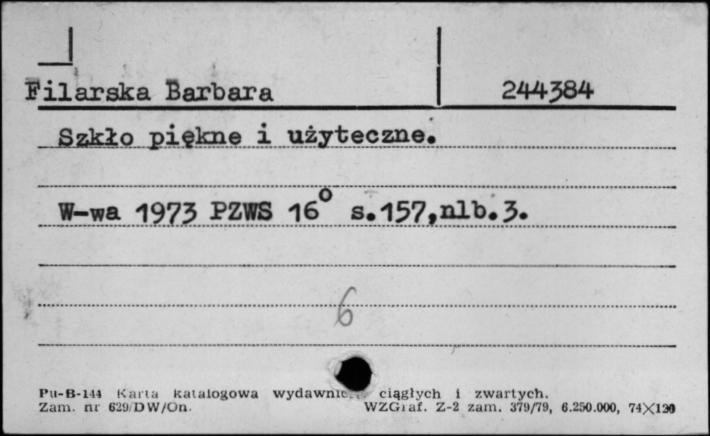 Filarska Barbara 244384
Szkło piękne i użyteczne.
W-wa 1973 PZWS 16° s.157,nlb.3.
6
Pu-B-144 Karta katalogowa wydawnic ciągłych i zwartych.
Zam. nr 629/DW/On. WZGraf. Z-2 zam. 379/79, 6.250.000, 74X120